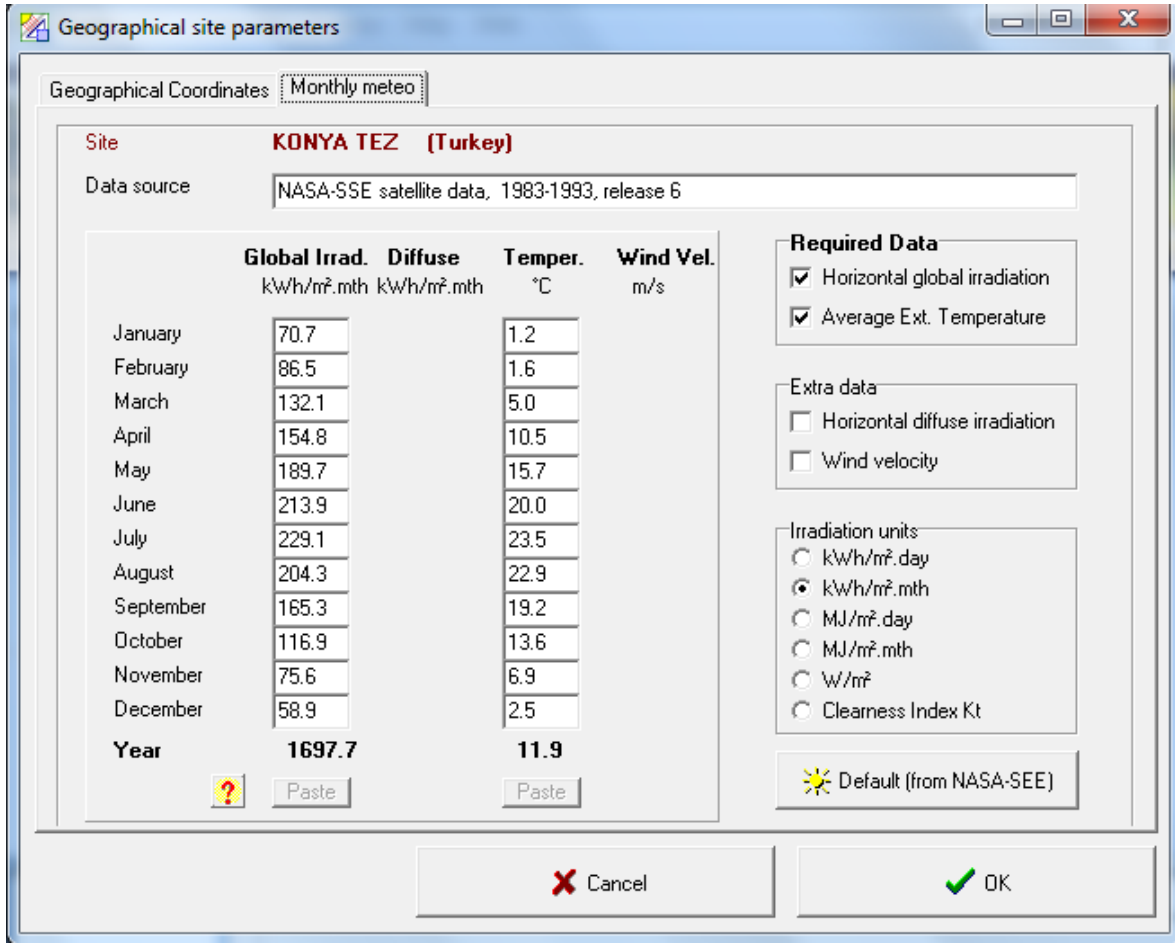 Geographical site parameters
Geographical Coordinates Monthly meteo
Site KONYA TEZ (Turkey)
Data source NASA-SSE satellite data, 1983-1993, release 6
Global Irrad. Diffuse Temper. Wind Vel.
kWh/m².mth kWh/m².mth °C m/s
January 70.7 1.2
February 86.5 1.6
March 132.1 5.0
April 154.8 10.5
May 189.7 15.7
June 213.9 20.0
July 229.1 23.5
August 204.3 22.9
September 165.3 19.2
October 116.9 13.6
November 75.6 6.9
December 58.9 2.5
Year 1697.7 11.9
? Paste Paste
Required Data
Horizontal global irradiation
Average Ext. Temperature
Extra data
Horizontal diffuse irradiation
Wind velocity
Irradiation units
kWh/m².day
kWh/m².mth
MJ/m².day
MJ/m².mth
W/m²
Clearness Index Kt
Default (from NASA-SEE)
Cancel OK